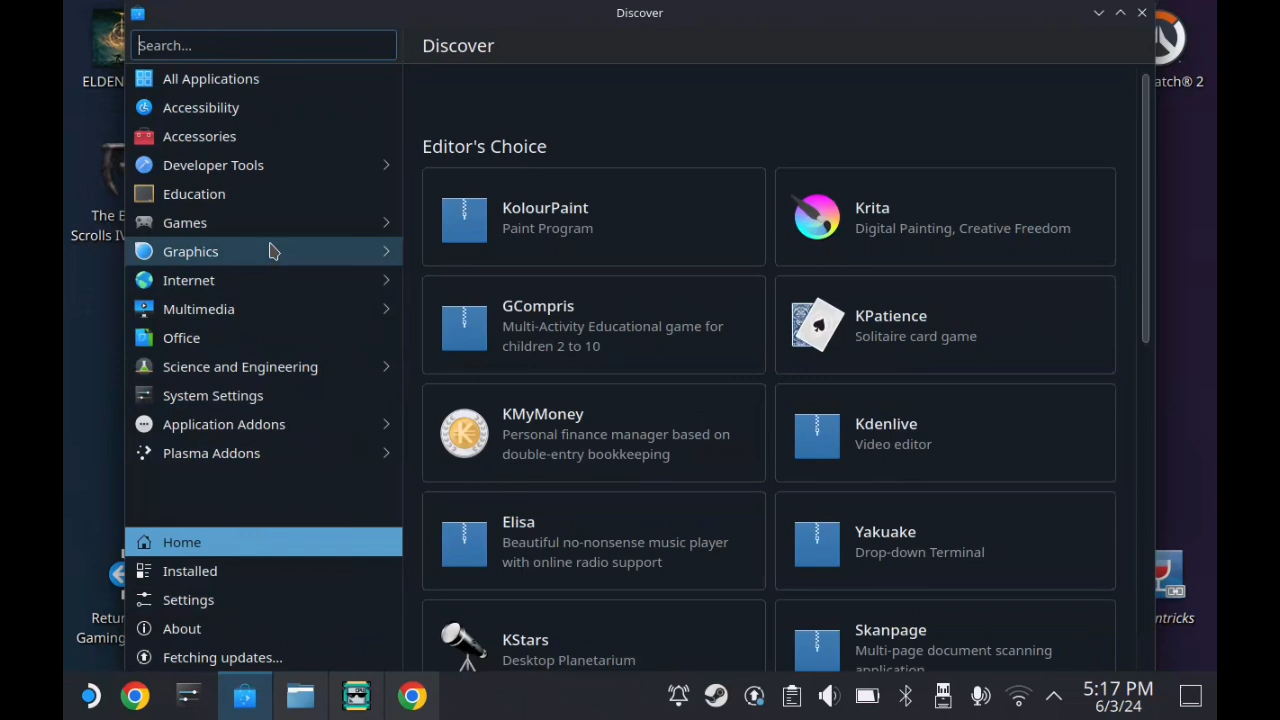 Discover
Search...
Discover
All Applications
Accessibility
Accessories
Developer Tools
Education
Games
Graphics
Internet
Multimedia
Office
Science and Engineering
System Settings
Application Addons
Plasma Addons
Home
Installed
Settings
About
Fetching updates...
Editor's Choice
KolourPaint
Paint Program
Krita
Digital Painting, Creative Freedom
GCompris
Multi-Activity Educational game for
children 2 to 10
KPatience
Solitaire card game
KMyMoney
Personal finance manager based on
double-entry bookkeeping
Kdenlive
Video editor
Elisa
Beautiful no-nonsense music player
with online radio support
Yakuake
Drop-down Terminal
KStars
Desktop Planetarium
Skanpage
Multi-page document scanning
application
ELDEN
The E
Scrolls IV
Retur
Gaming
atch® 2
ntricks
5:17 PM
6/3/24